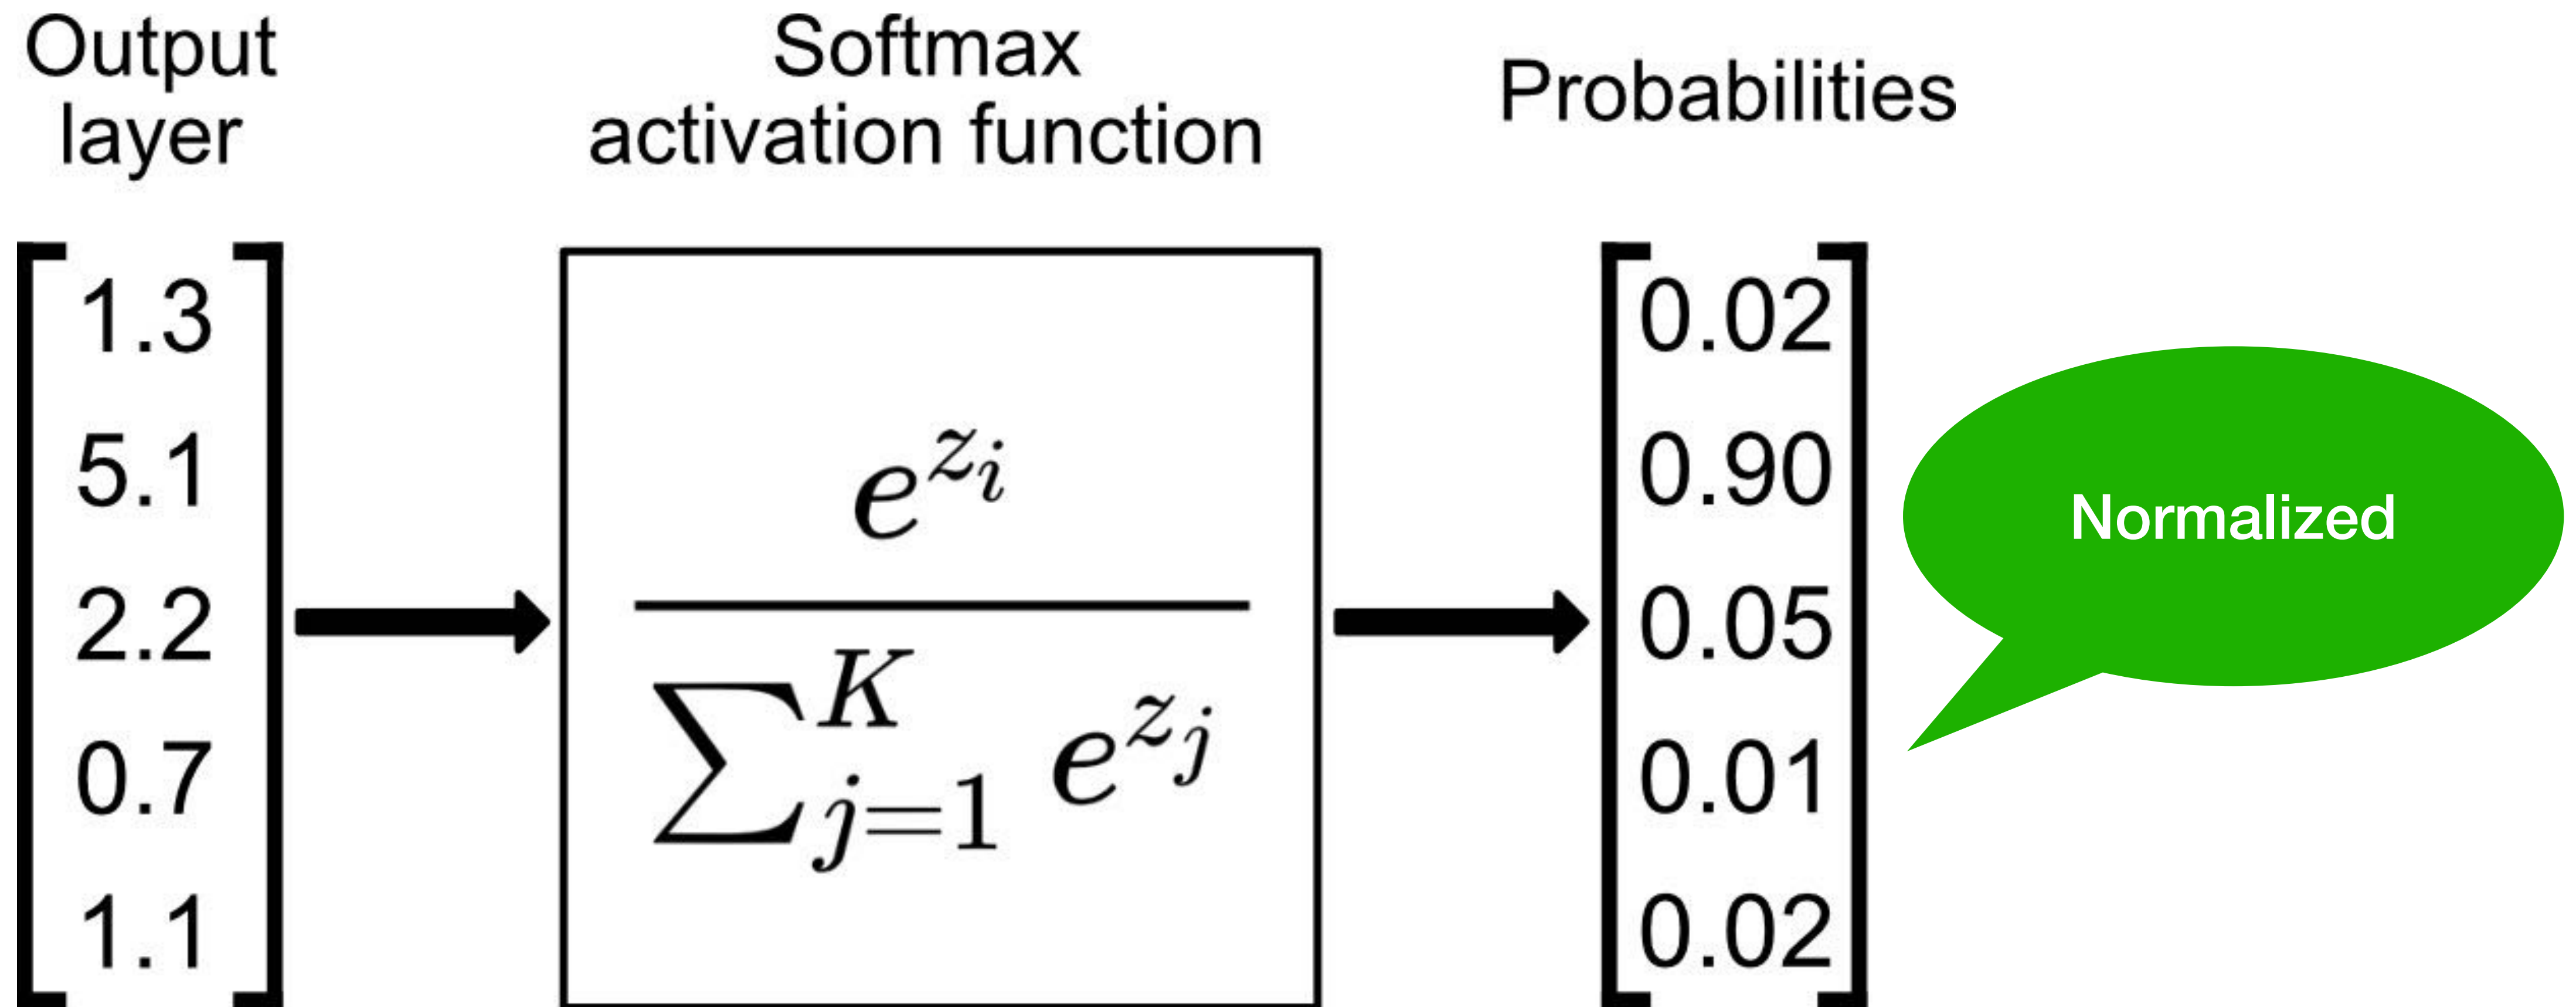 Output
layer
Softmax
activation function
Probabilities
1.3
5.1
2.2
0.7
1.1
e^{z_i}
\sum_{j=1}^{K} e^{z_j}
0.02
0.90
0.05
0.01
0.02
Normalized